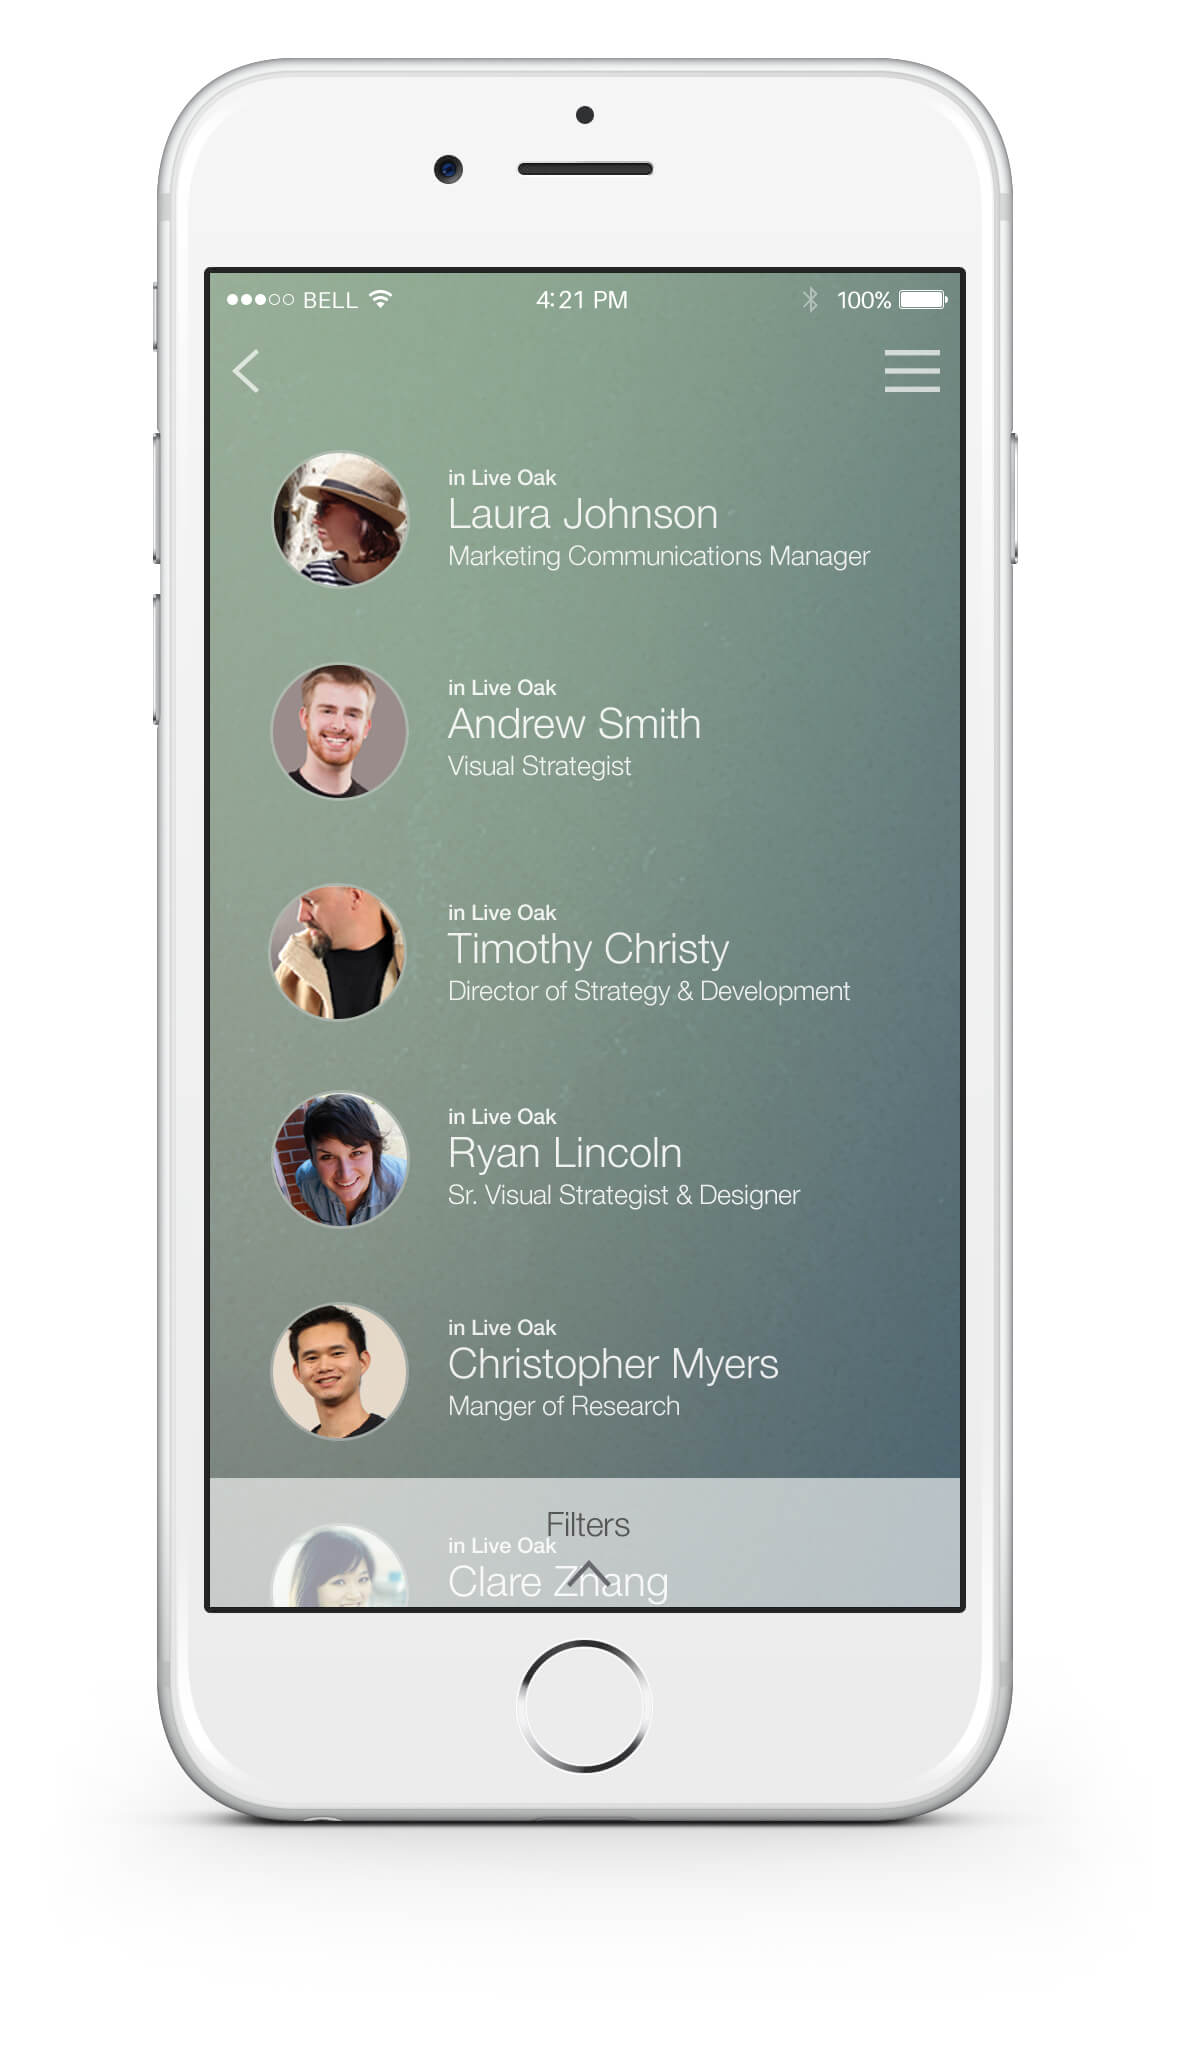 BELL 4:21 PM 100%
in Live Oak
Laura Johnson
Marketing Communications Manager
in Live Oak
Andrew Smith
Visual Strategist
in Live Oak
Timothy Christy
Director of Strategy & Development
in Live Oak
Ryan Lincoln
Sr. Visual Strategist & Designer
in Live Oak
Christopher Myers
Manger of Research
Filters
in Live Oak
Clare Zhang